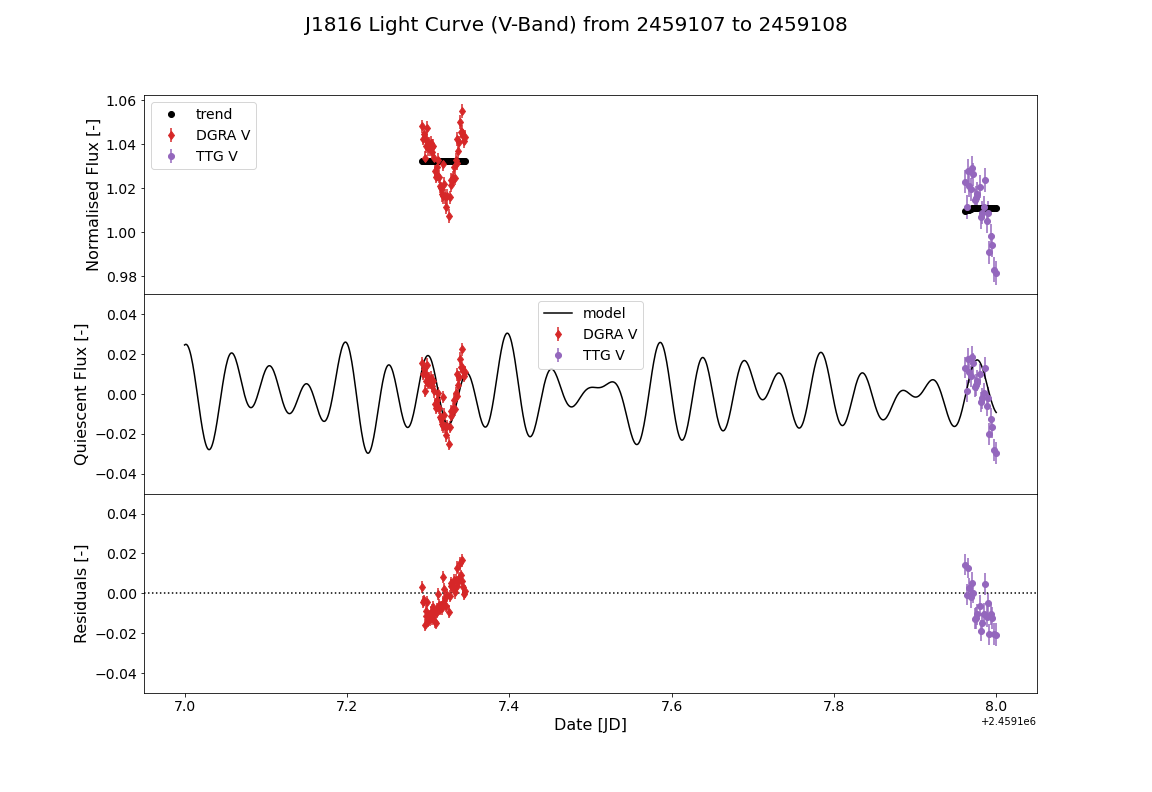 J1816 Light Curve (V-Band) from 2459107 to 2459108
Normalised Flux [-]
1.06
1.04
1.02
1.00
0.98
trend
DGRA V
TTG V
Quiescent Flux [-]
0.04
0.02
0.00
−0.02
−0.04
model
DGRA V
TTG V
Residuals [-]
0.04
0.02
0.00
−0.02
−0.04
7.0 7.2 7.4 7.6 7.8 8.0
+2.4591e6
Date [JD]